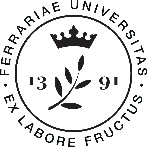 · FERRARIAE UNIVERSITAS ·
13 91
EX LABORE FRUCTUS